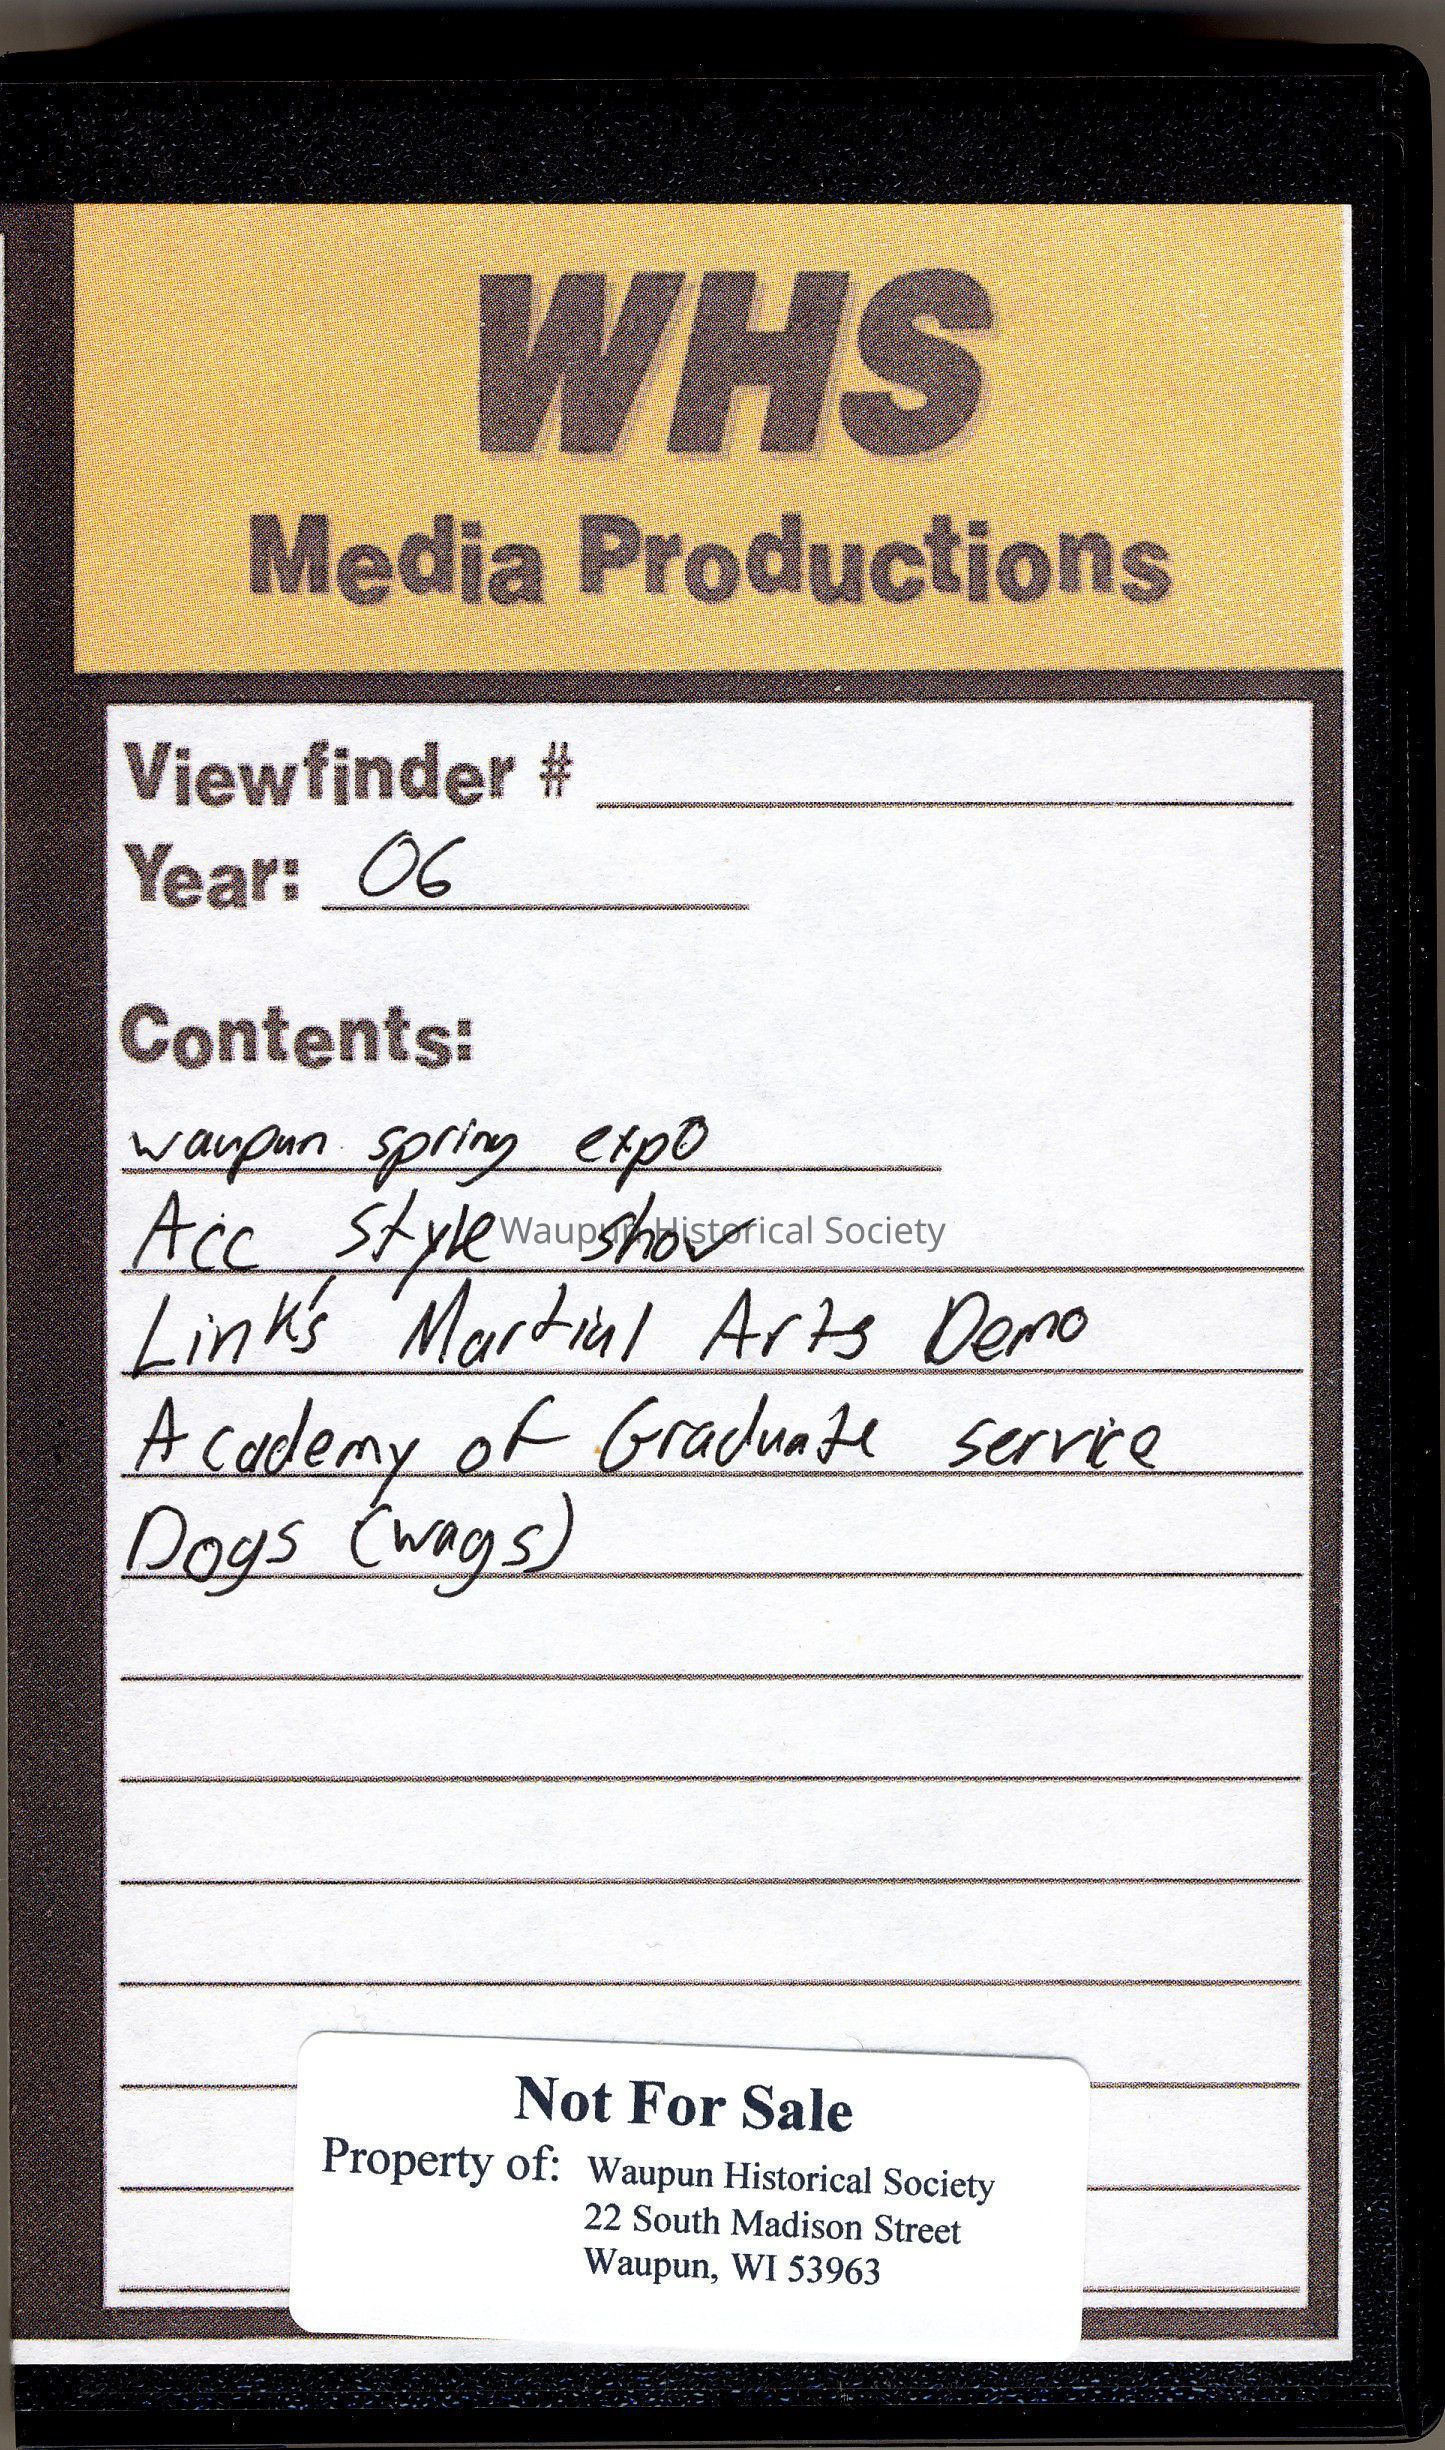 WHS
Media Productions
Viewfinder #
Year: 06
Contents:
waupun spring expo
Acc style show
Waupun Historical Society
Link's Martial Arts Demo
Academy of Graduate service
Dogs (wags)
Not For Sale
Property of: Waupun Historical Society
22 South Madison Street
Waupun, WI 53963